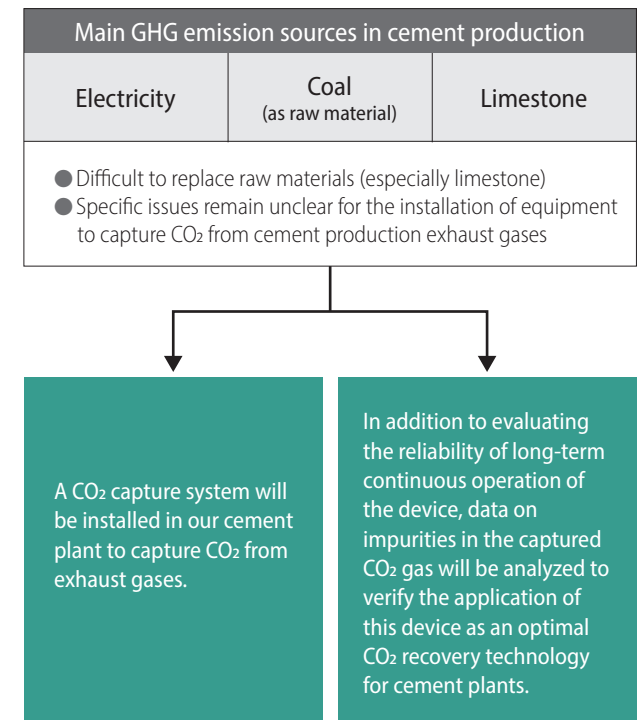 Main GHG emission sources in cement production
Electricity
Coal
(as raw material)
Limestone
● Difficult to replace raw materials (especially limestone)
● Specific issues remain unclear for the installation of equipment
to capture CO₂ from cement production exhaust gases
A CO₂ capture system will
be installed in our cement
plant to capture CO₂ from
exhaust gases.
In addition to evaluating
the reliability of long-term
continuous operation of
the device, data on
impurities in the captured
CO₂ gas will be analyzed to
verify the application of
this device as an optimal
CO₂ recovery technology
for cement plants.